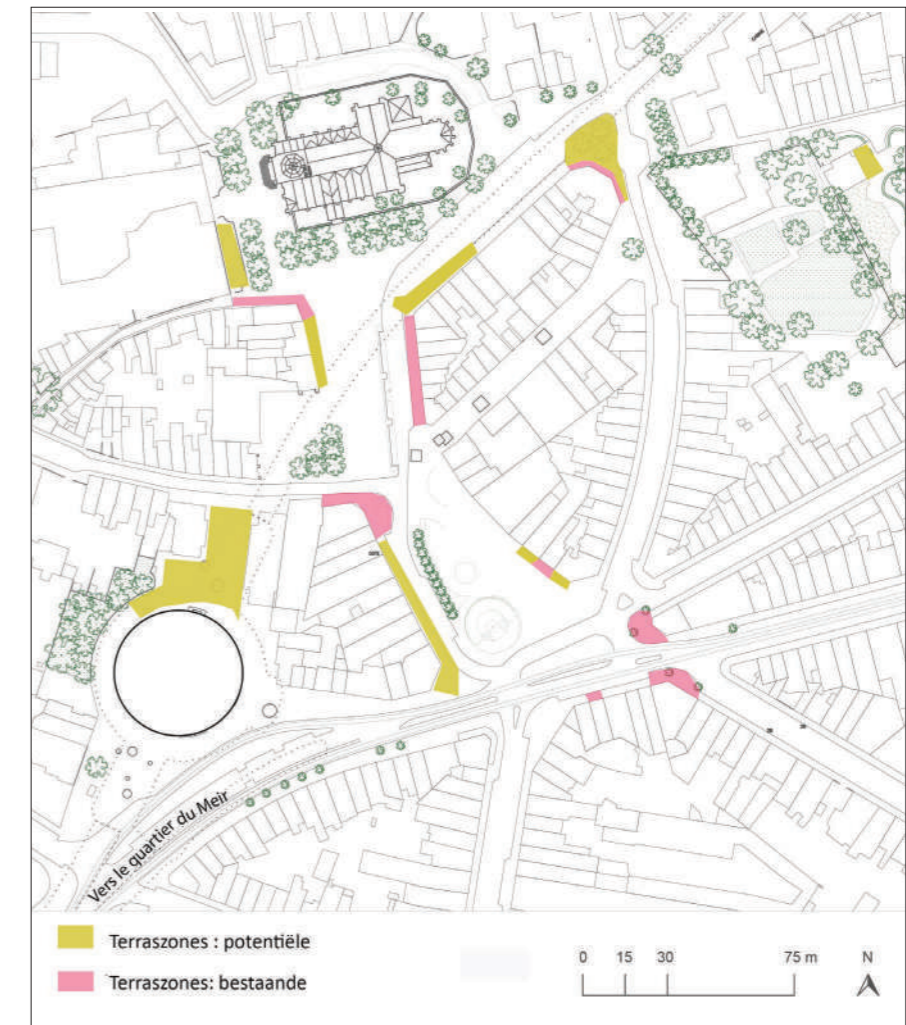 Vers le quartier du Meir
Terraszones : potentiële
Terraszones: bestaande
0 15 30 75 m
N